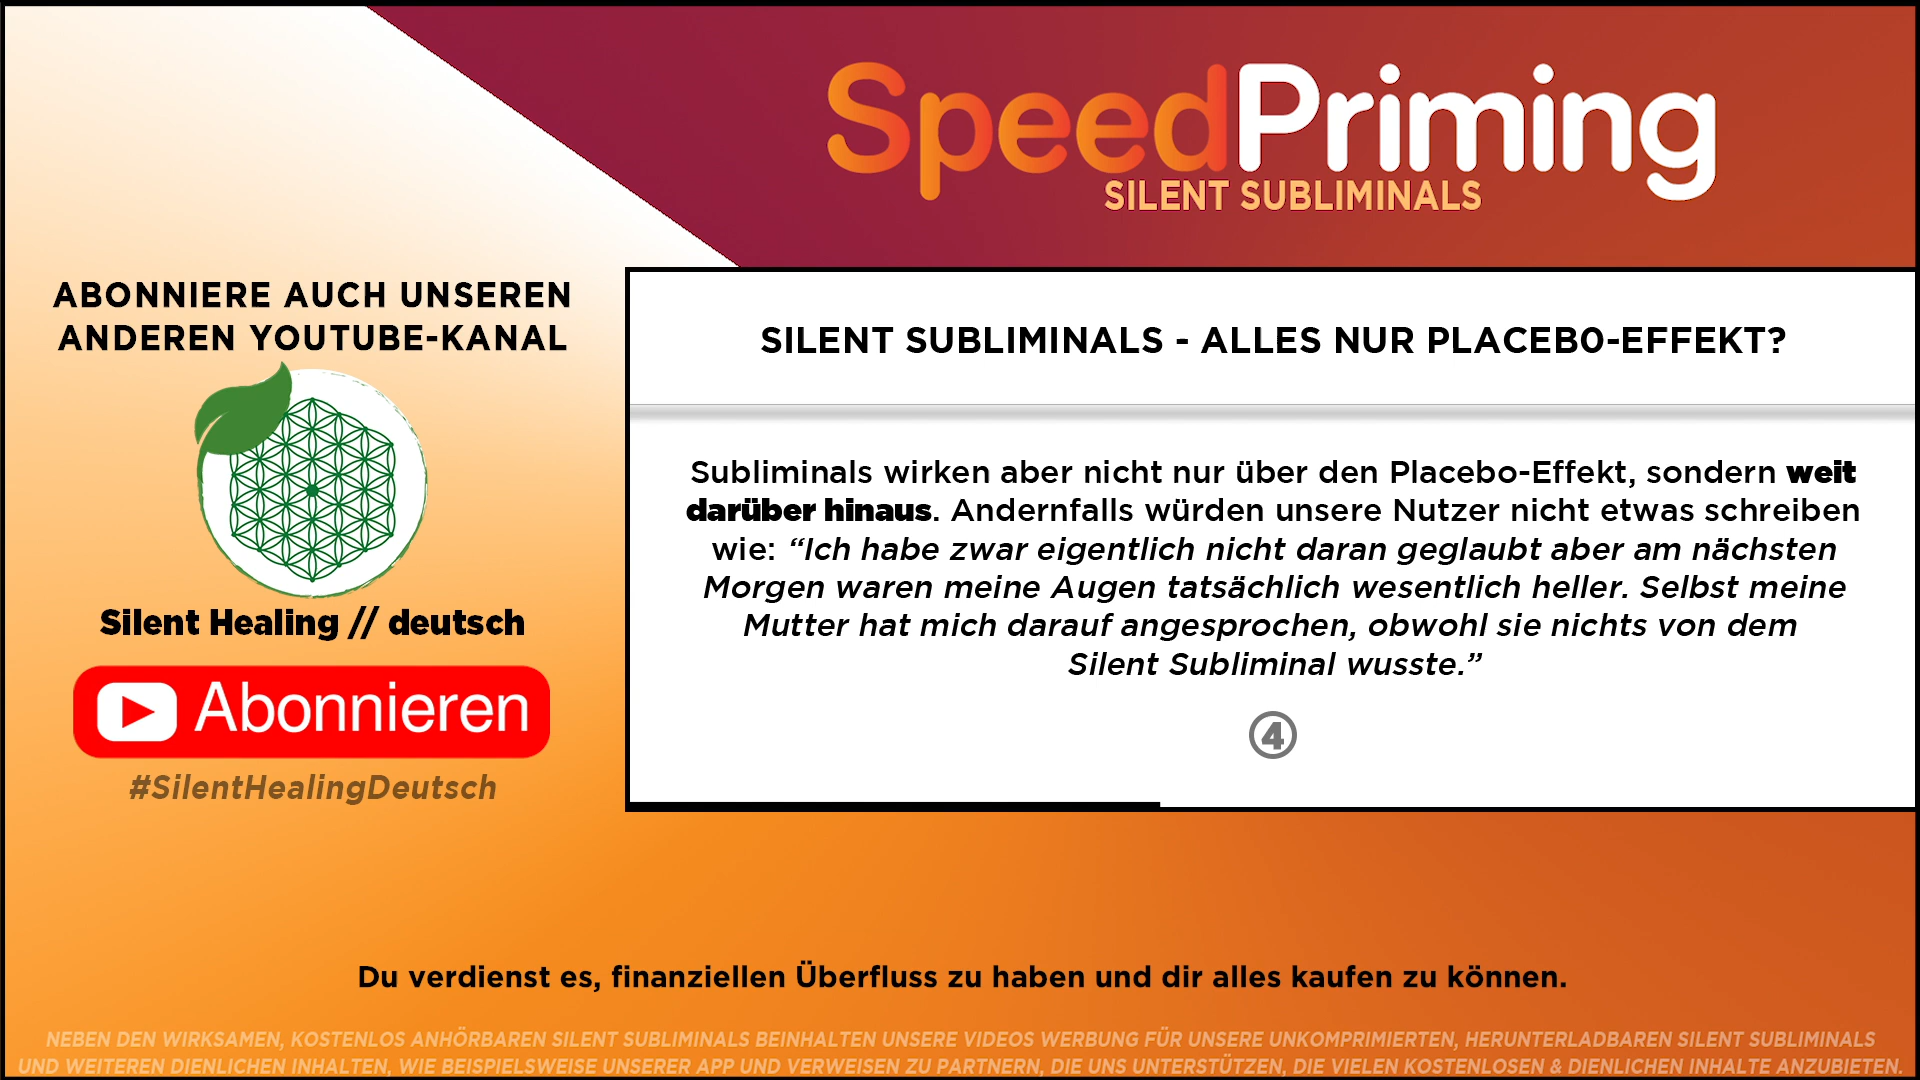 SpeedPriming
SILENT SUBLIMINALS
ABONNIERE AUCH UNSEREN
ANDEREN YOUTUBE-KANAL
Silent Healing // deutsch
Abonnieren
#SilentHealingDeutsch
SILENT SUBLIMINALS - ALLES NUR PLACEB0-EFFEKT?
Subliminals wirken aber nicht nur über den Placebo-Effekt, sondern weit
darüber hinaus. Andernfalls würden unsere Nutzer nicht etwas schreiben
wie: “Ich habe zwar eigentlich nicht daran geglaubt aber am nächsten
Morgen waren meine Augen tatsächlich wesentlich heller. Selbst meine
Mutter hat mich darauf angesprochen, obwohl sie nichts von dem
Silent Subliminal wusste.”
4
Du verdienst es, finanziellen Überfluss zu haben und dir alles kaufen zu können.
NEBEN DEN WIRKSAMEN, KOSTENLOS ANHÖRBAREN SILENT SUBLIMINALS BEINHALTEN UNSERE VIDEOS WERBUNG FÜR UNSERE UNKOMPRIMIERTEN, HERUNTERLADBAREN SILENT SUBLIMINALS
UND WEITEREN DIENLICHEN INHALTEN, WIE BEISPIELSWEISE UNSERER APP UND VERWEISEN ZU PARTNERN, DIE UNS UNTERSTÜTZEN, DIE VIELEN KOSTENLOSEN & DIENLICHEN INHALTE ANZUBIETEN.